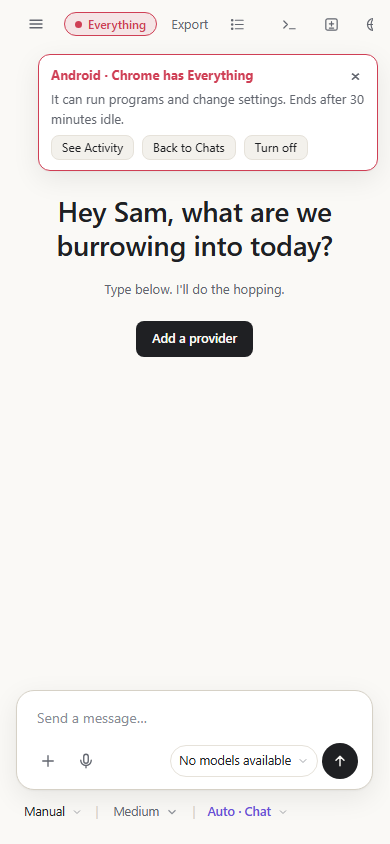 Everything
Export
Android · Chrome has Everything
It can run programs and change settings. Ends after 30
minutes idle.
See Activity
Back to Chats
Turn off
Hey Sam, what are we
burrowing into today?
Type below. I'll do the hopping.
Add a provider
Send a message...
No models available
Manual
Medium
Auto · Chat